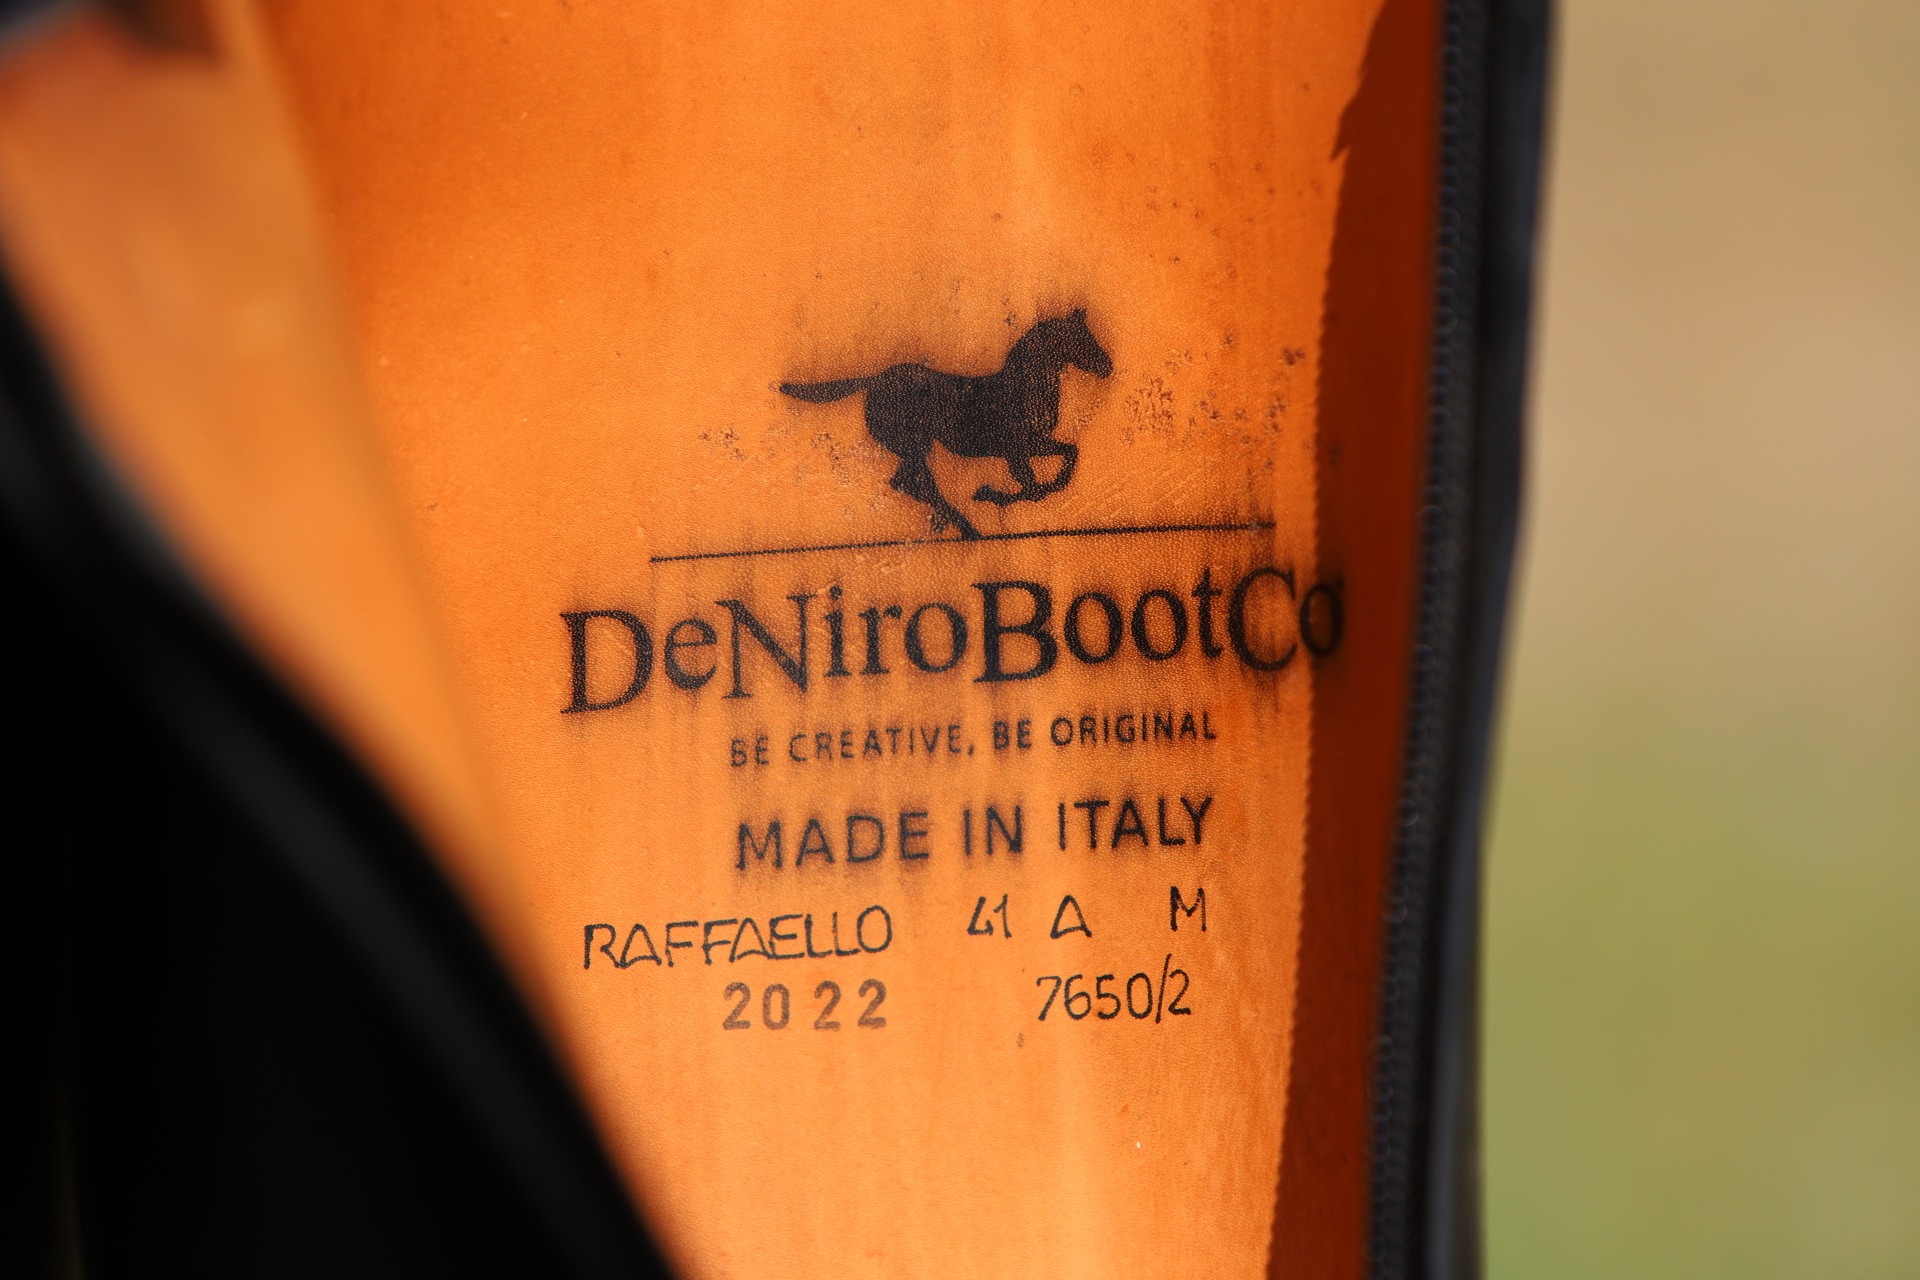 DeNiroBootCo
BE CREATIVE, BE ORIGINAL
MADE IN ITALY
RAFFAELLO 41 A M
2022 7650/2